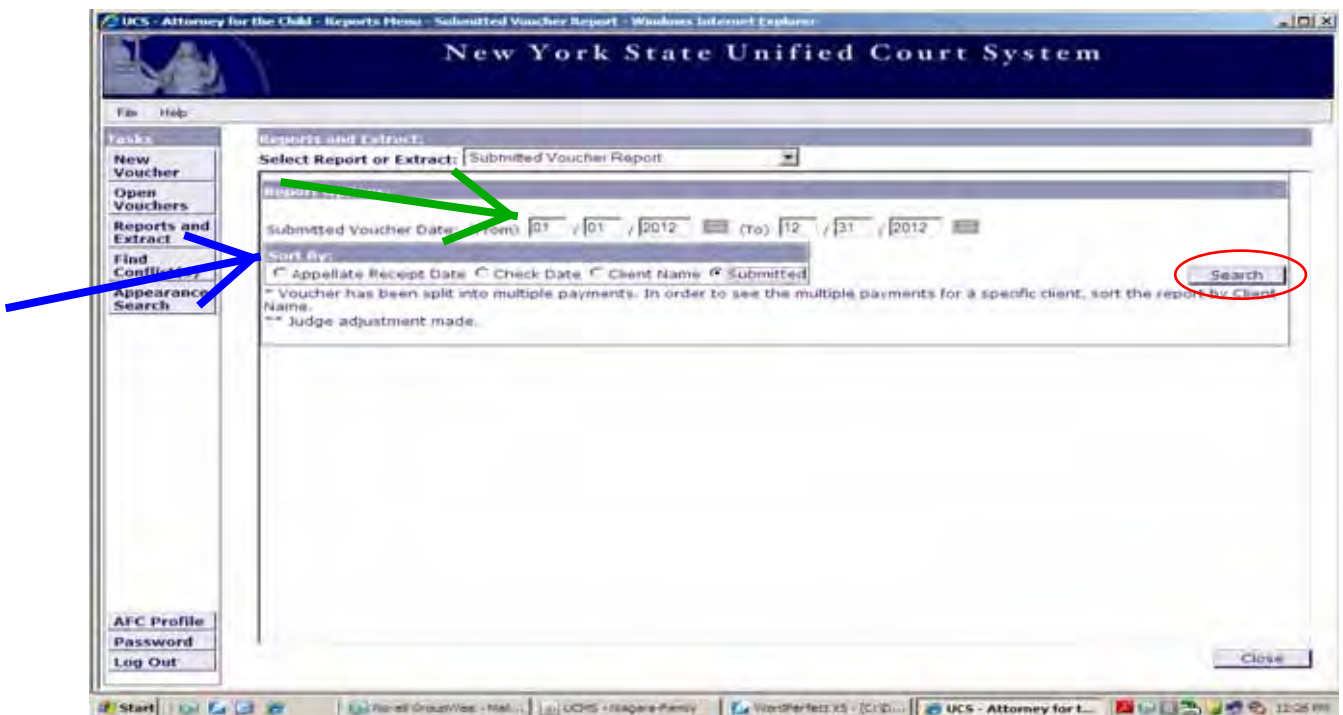 UCS - Attorney for the Child - Reports Menu - Submitted Voucher Report - Windows Internet Explorer
New York State Unified Court System
File Help
Tasks
New Voucher
Open Vouchers
Reports and Extract
Find
Appearance Search
AFC Profile
Password
Log Out
Reports and Extract:
Select Report or Extract: Submitted Voucher Report
Submitted Voucher Date: 01 / 01 / 2012 (To) 12 / 31 / 2012
Sort By:
Appellate Receipt Date Check Date Client Name Submitted
Search
* Voucher has been split into multiple payments. In order to see the multiple payments for a specific client, sort the report by Client
Name.
** Judge adjustment made.
Close
Start
UCS - Attorney for t...